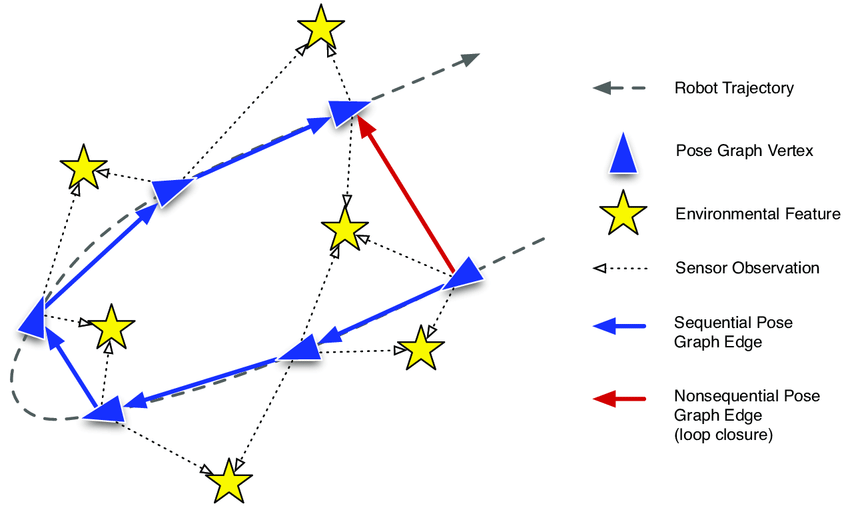 Robot Trajectory
Pose Graph Vertex
Environmental Feature
Sensor Observation
Sequential Pose
Graph Edge
Nonsequential Pose
Graph Edge
(loop closure)